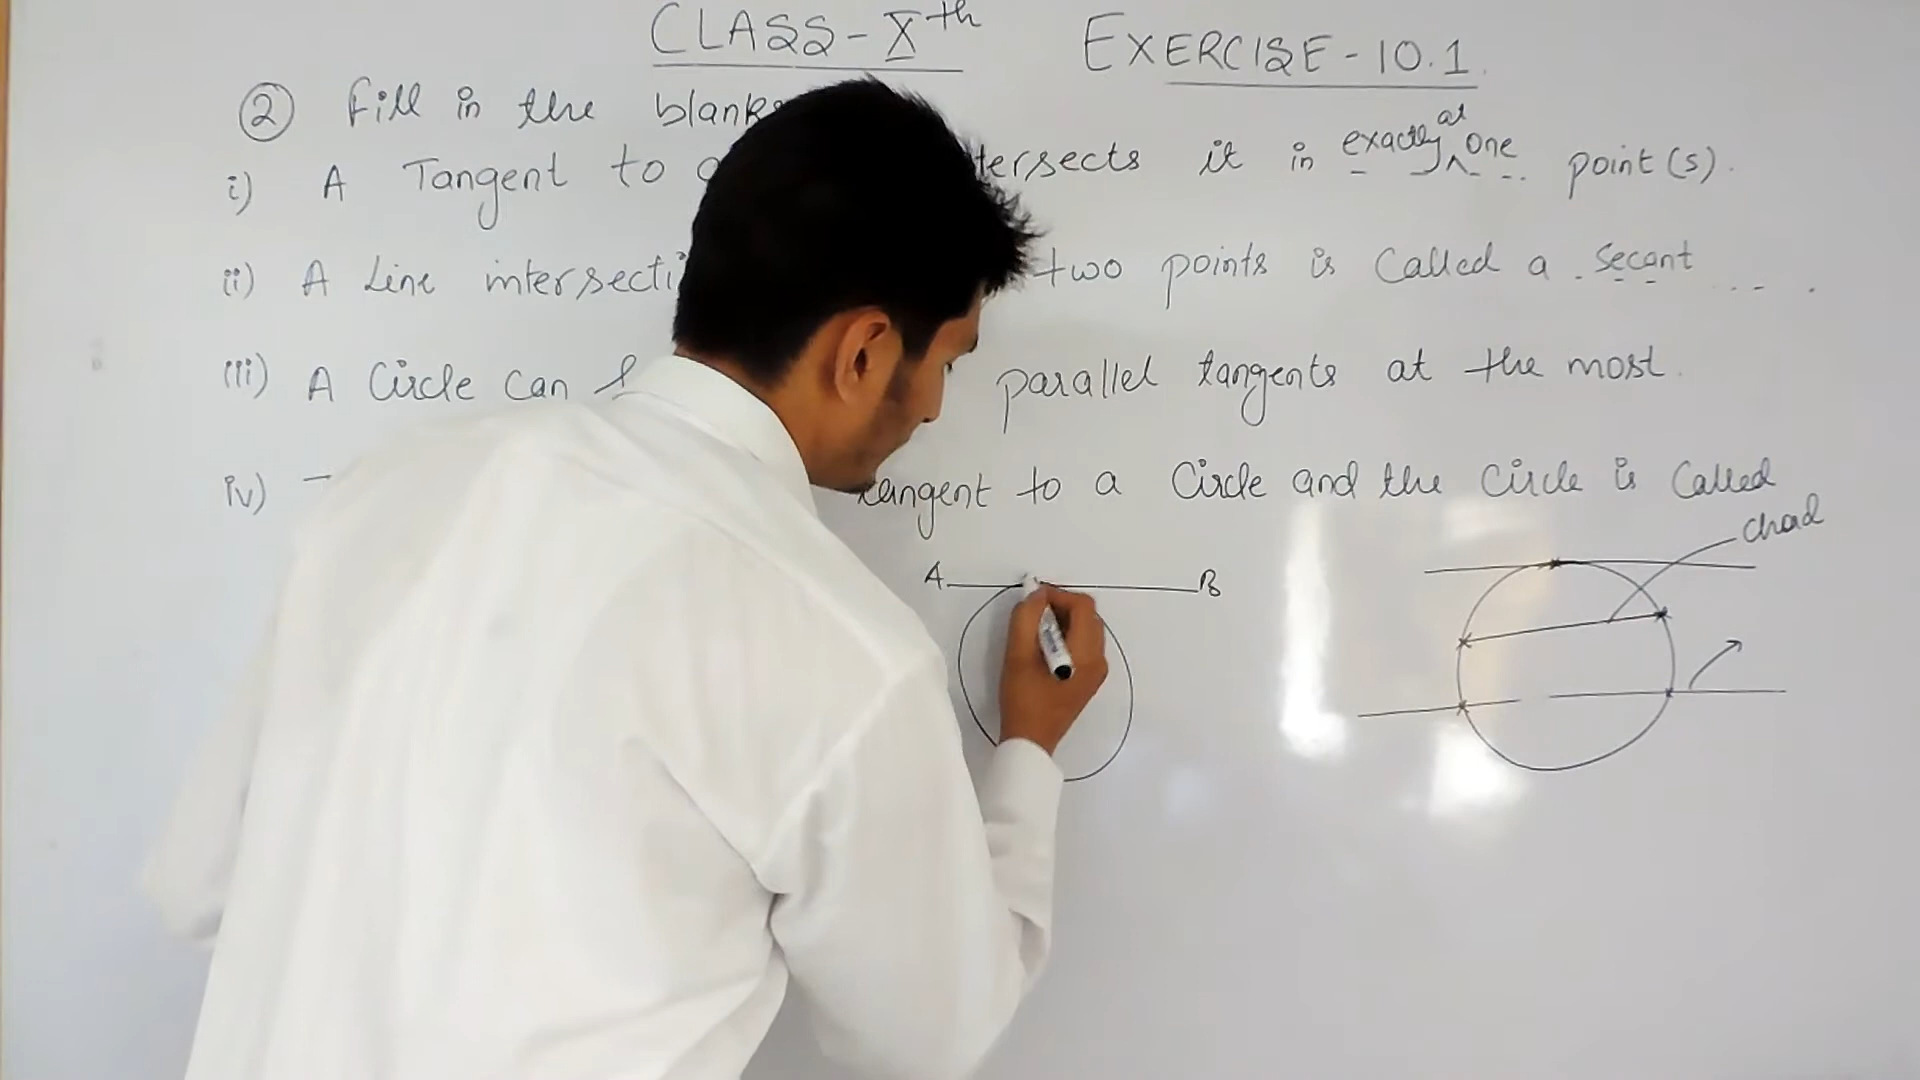 CLASS-Xth EXERCISE-10.1
② Fill in the blanks
i) A Tangent to tersects it in exactly at one point(s).
ii) A Line intersecti two points is Called a Secant ....
iii) A Circle can parallel tangents at the most.
iv) tangent to a Circle and the Circle is Called
chord
A B